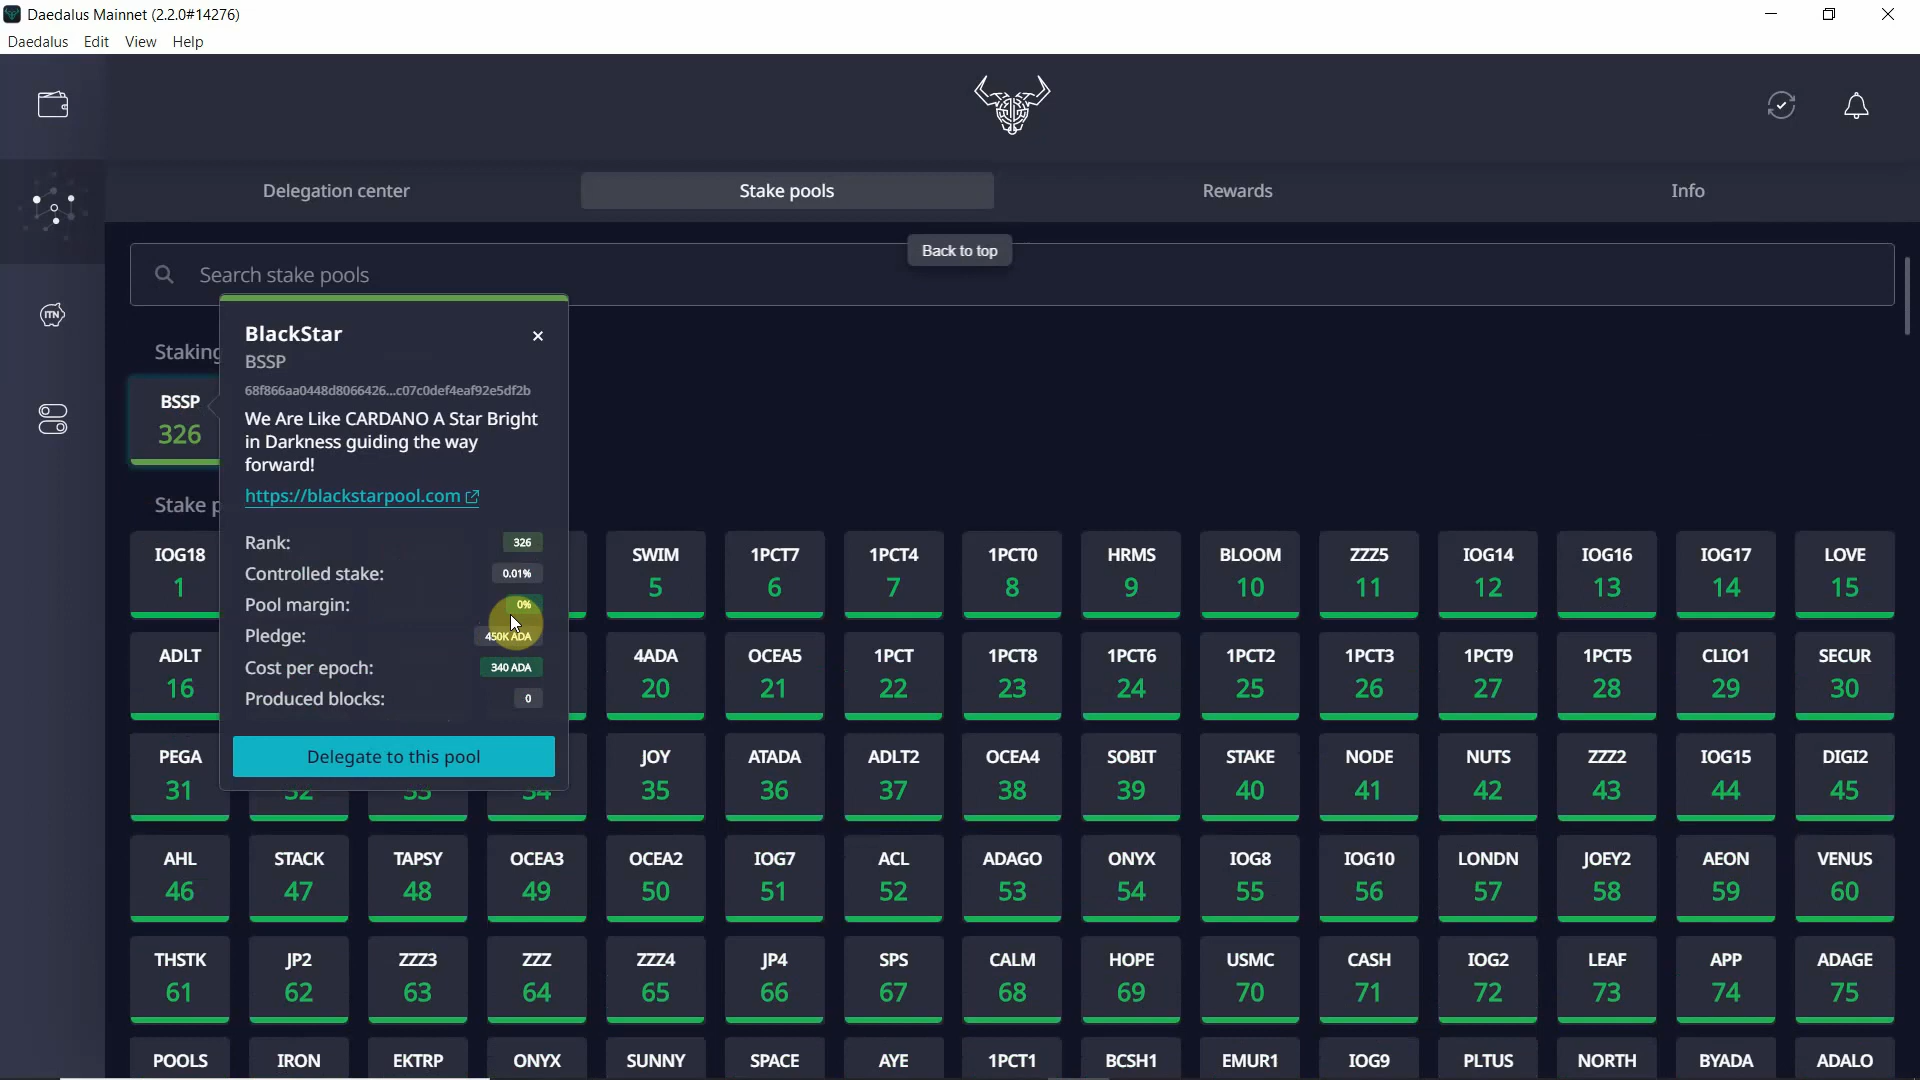 Daedalus Mainnet (2.2.0#14276)
Daedalus Edit View Help
Delegation center Stake pools Rewards Info
Back to top
Search stake pools
BlackStar
BSSP
68f866aa0448d8066426...c07c0def4eaf92e5df2b
We Are Like CARDANO A Star Bright
in Darkness guiding the way
forward!
https://blackstarpool.com
Rank: 326
Controlled stake: 0.01%
Pool margin: 0%
Pledge: 450K ADA
Cost per epoch: 340 ADA
Produced blocks: 0
Delegate to this pool
Staking
BSSP
326
Stake p
IOG18 SWIM 1PCT7 1PCT4 1PCT0 HRMS BLOOM ZZZ5 IOG14 IOG16 IOG17 LOVE
1 5 6 7 8 9 10 11 12 13 14 15
ADLT 4ADA OCEA5 1PCT 1PCT8 1PCT6 1PCT2 1PCT3 1PCT9 1PCT5 CLIO1 SECUR
16 20 21 22 23 24 25 26 27 28 29 30
PEGA JOY ATADA ADLT2 OCEA4 SOBIT STAKE NODE NUTS ZZZ2 IOG15 DIGI2
31 32 33 34 35 36 37 38 39 40 41 42 43 44 45
AHL STACK TAPSY OCEA3 OCEA2 IOG7 ACL ADAGO ONYX IOG8 IOG10 LONDN JOEY2 AEON VENUS
46 47 48 49 50 51 52 53 54 55 56 57 58 59 60
THSTK JP2 ZZZ3 ZZZ ZZZ4 JP4 SPS CALM HOPE USMC CASH IOG2 LEAF APP ADAGE
61 62 63 64 65 66 67 68 69 70 71 72 73 74 75
POOLS IRON EKTRP ONYX SUNNY SPACE AYE 1PCT1 BCSH1 EMUR1 IOG9 PLTUS NORTH BYADA ADALO